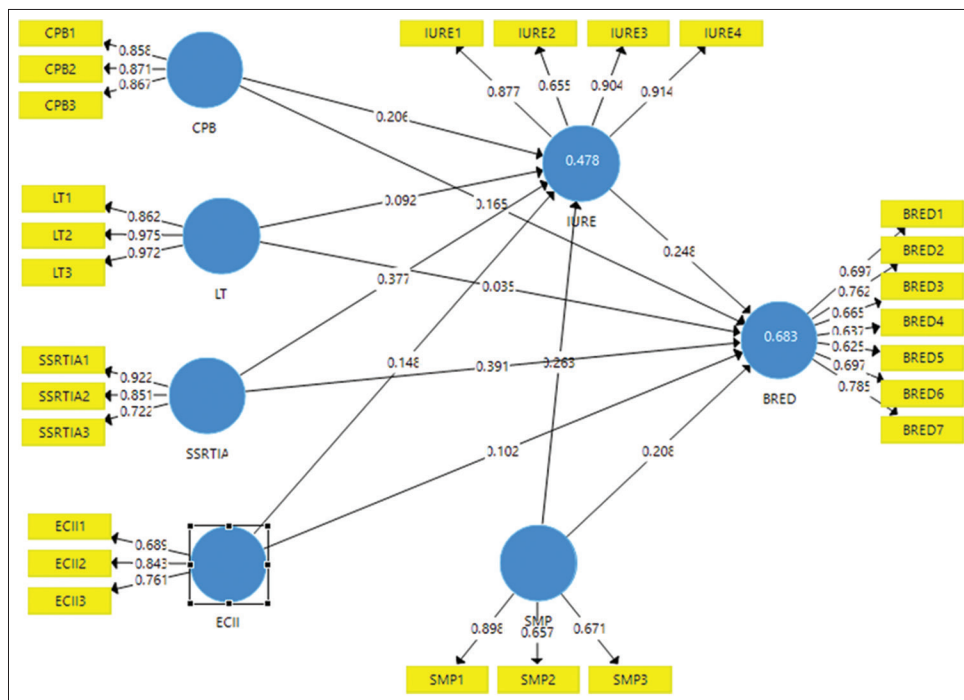 CPB1
CPB2
CPB3
0.858
0.871
0.867
CPB
IURE1
IURE2
IURE3
IURE4
0.877
0.655
0.904
0.914
0.206
0.478
IURE
LT1
LT2
LT3
0.862
0.975
0.972
LT
0.092
0.165
0.248
0.377
0.035
BRED1
BRED2
BRED3
BRED4
BRED5
BRED6
BRED7
0.697
0.762
0.665
0.637
0.625
0.697
0.785
0.683
BRED
SSRTIA1
SSRTIA2
SSRTIA3
0.922
0.851
0.722
SSRTIA
0.148
0.391
0.263
0.102
0.208
ECII1
ECII2
ECII3
0.689
0.843
0.761
ECII
SMP
0.898
0.657
0.671
SMP1
SMP2
SMP3